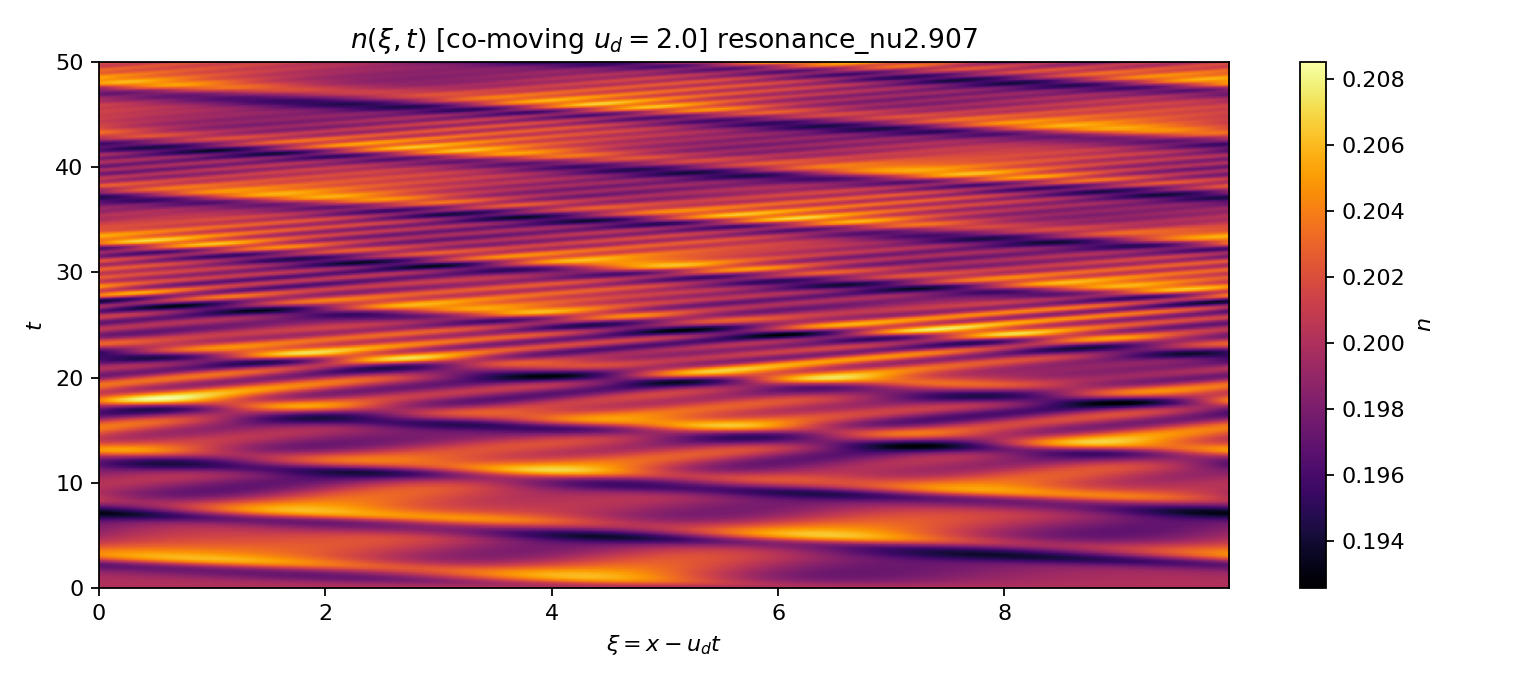 n(ξ, t) [co-moving u_d = 2.0] resonance_nu2.907
50
40
30
20
10
0
t
0 2 4 6 8
ξ = x − u_d t
0.208
0.206
0.204
0.202
0.200
0.198
0.196
0.194
n